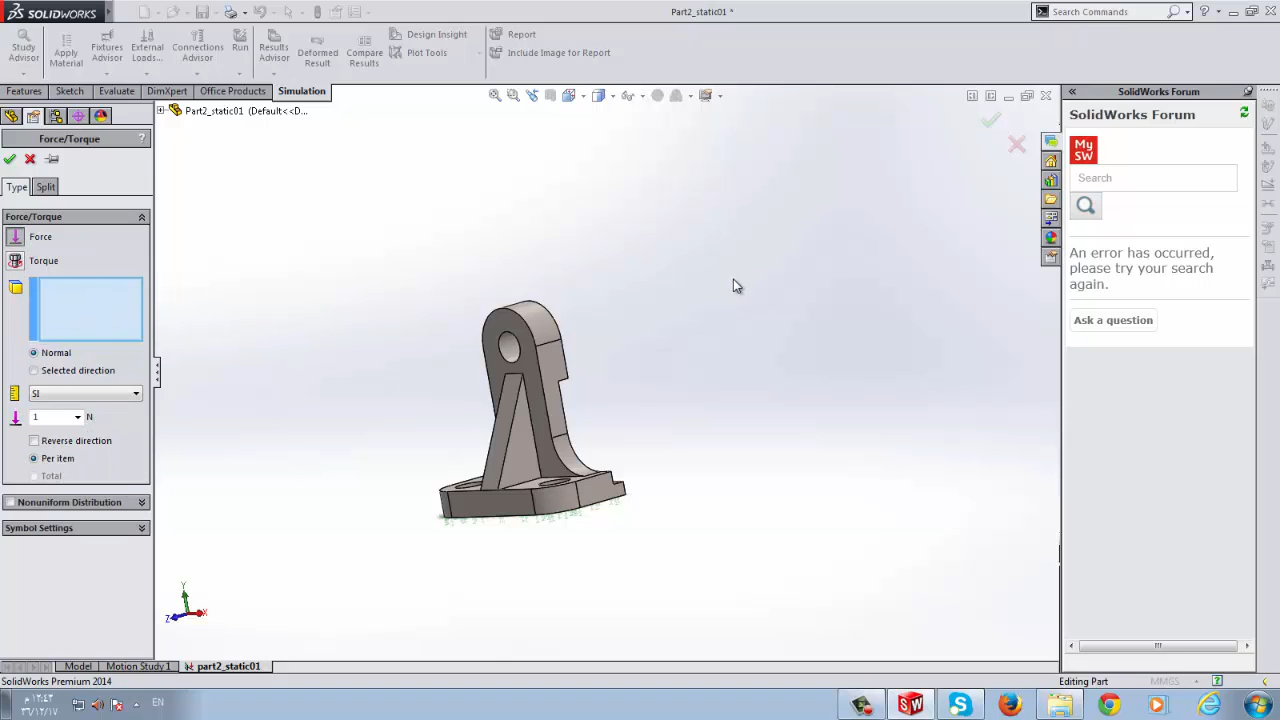 SOLIDWORKS
Part2_static01 *
Search Commands
Study Advisor
Apply Material
Fixtures Advisor
External Loads...
Connections Advisor
Run
Results Advisor
Deformed Result
Compare Results
Design Insight
Plot Tools
Report
Include Image for Report
Features
Sketch
Evaluate
DimXpert
Office Products
Simulation
Part2_static01 (Default<<D...
SolidWorks Forum
SolidWorks Forum
My SW
Search
An error has occurred,
please try your search
again.
Ask a question
Force/Torque
?
Type
Split
Force/Torque
Force
Torque
Normal
Selected direction
SI
1
N
Reverse direction
Per item
Total
Nonuniform Distribution
Symbol Settings
Y
Z
X
Model
Motion Study 1
part2_static01
SolidWorks Premium 2014
Editing Part
MMGS
EN
SW